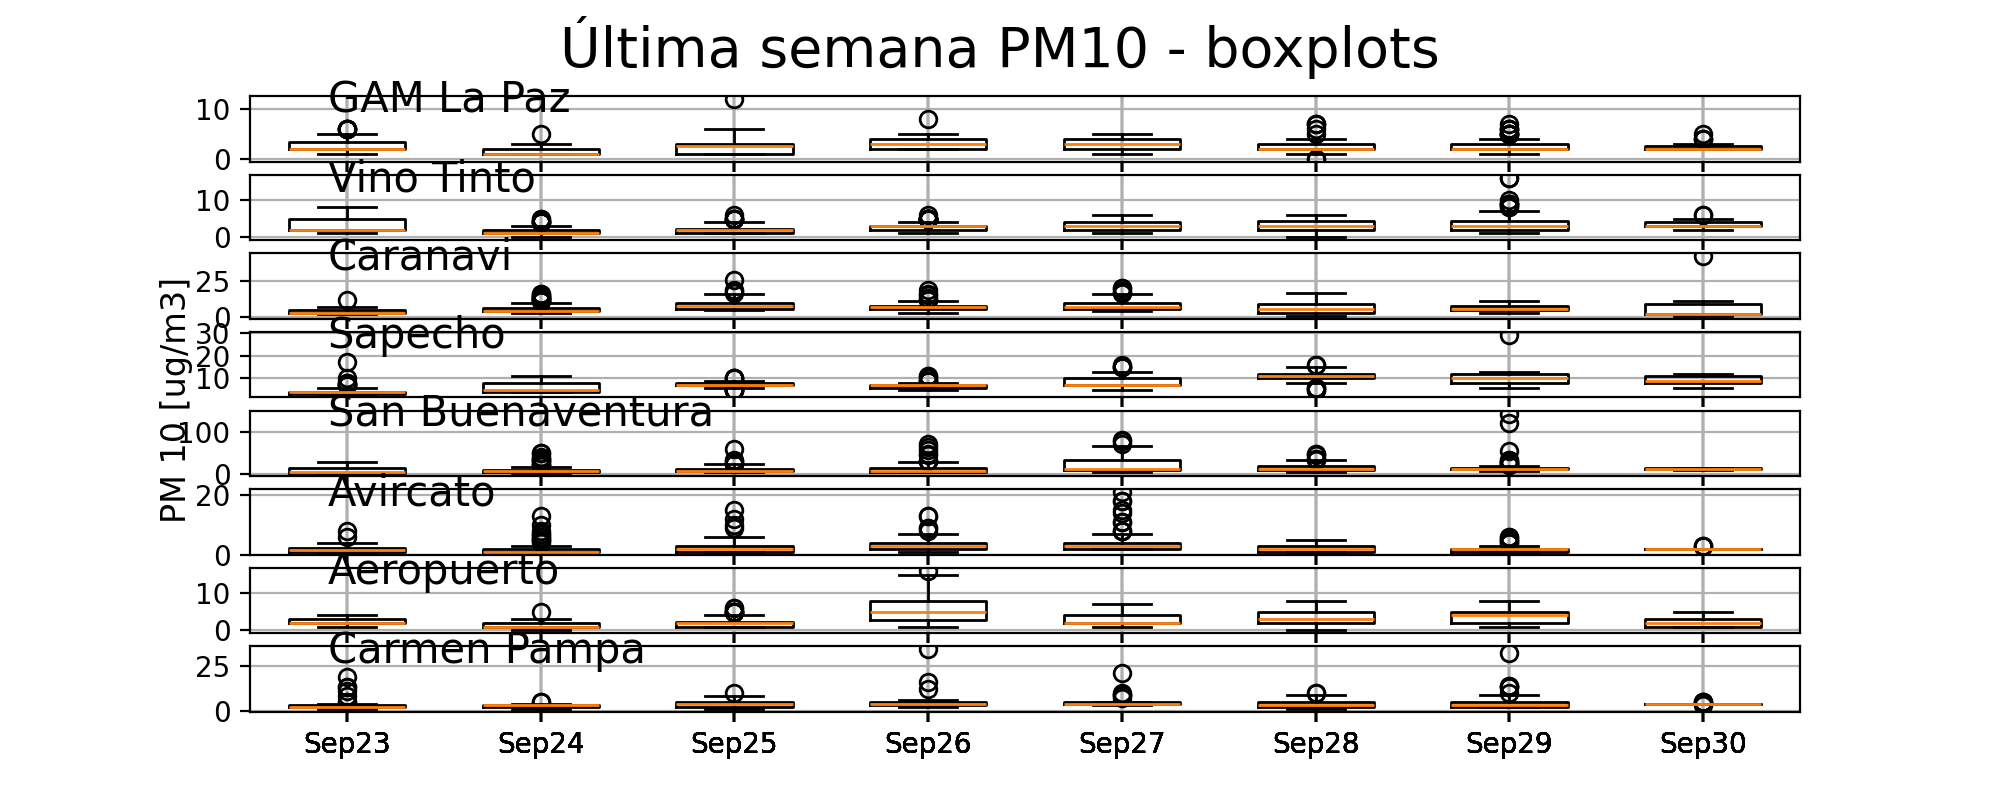 Última semana PM10 - boxplots
GAM La Paz
10
0
Vino Tinto
10
0
Caranavi
25
0
PM 10 [ug/m3]
Sapecho
30
20
10
San Buenaventura
100
0
Avircato
20
0
Aeropuerto
10
0
Carmen Pampa
25
0
Sep23 Sep24 Sep25 Sep26 Sep27 Sep28 Sep29 Sep30